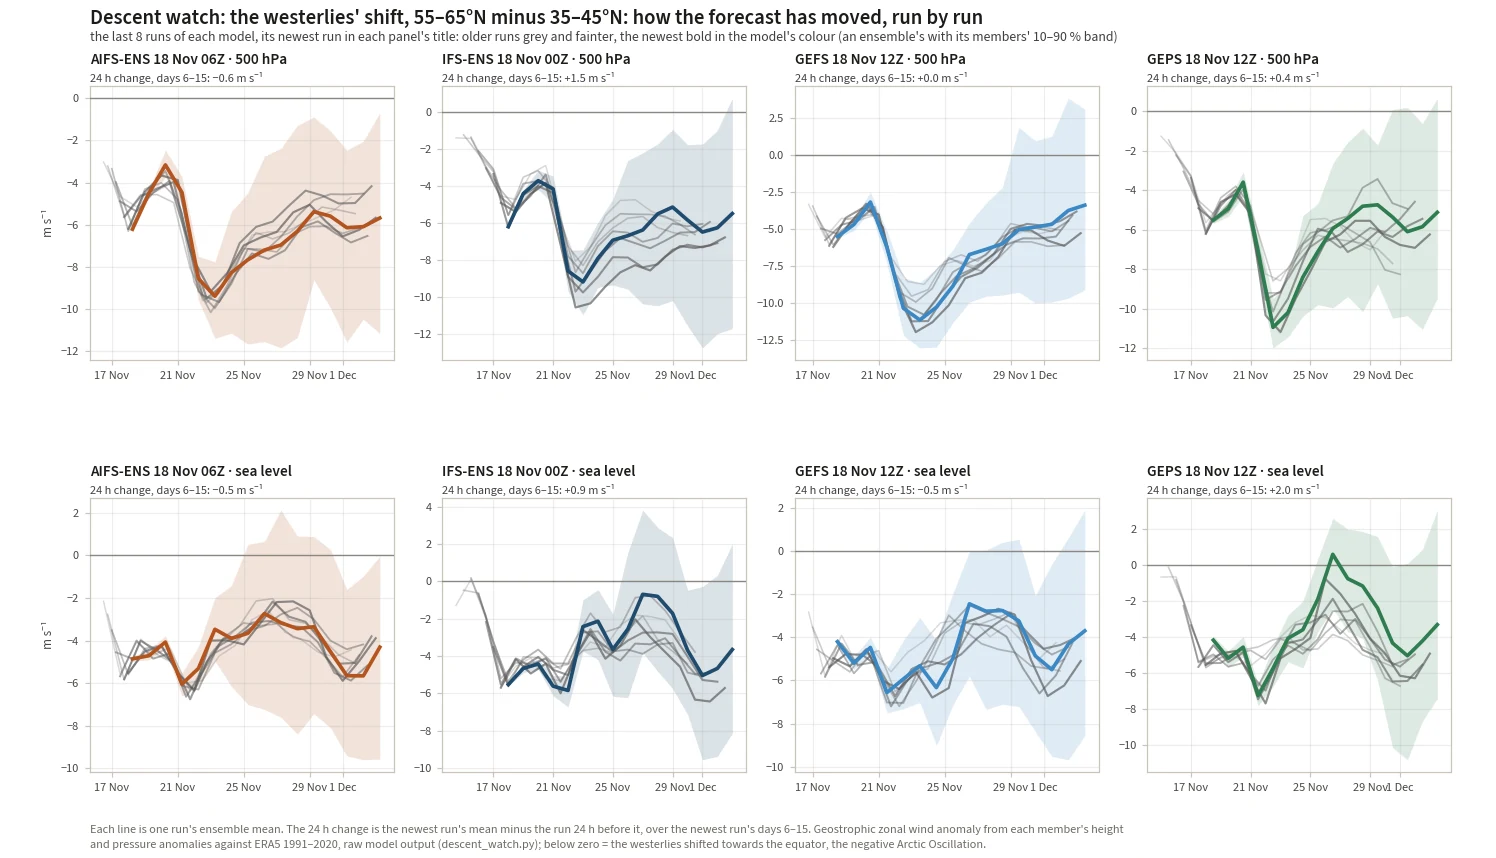 Descent watch: the westerlies' shift, 55–65°N minus 35–45°N: how the forecast has moved, run by run
the last 8 runs of each model, its newest run in each panel's title: older runs grey and fainter, the newest bold in the model's colour (an ensemble's with its members' 10–90 % band)
AIFS-ENS 18 Nov 06Z · 500 hPa
24 h change, days 6–15: −0.6 m s⁻¹
0
−2
−4
−6
−8
−10
−12
m s⁻¹
17 Nov 21 Nov 25 Nov 29 Nov 1 Dec
IFS-ENS 18 Nov 00Z · 500 hPa
24 h change, days 6–15: +1.5 m s⁻¹
0
−2
−4
−6
−8
−10
−12
17 Nov 21 Nov 25 Nov 29 Nov 1 Dec
GEFS 18 Nov 12Z · 500 hPa
24 h change, days 6–15: +0.0 m s⁻¹
2.5
0.0
−2.5
−5.0
−7.5
−10.0
−12.5
17 Nov 21 Nov 25 Nov 29 Nov 1 Dec
GEPS 18 Nov 12Z · 500 hPa
24 h change, days 6–15: +0.4 m s⁻¹
0
−2
−4
−6
−8
−10
−12
17 Nov 21 Nov 25 Nov 29 Nov 1 Dec
AIFS-ENS 18 Nov 06Z · sea level
24 h change, days 6–15: −0.5 m s⁻¹
2
0
−2
−4
−6
−8
−10
m s⁻¹
17 Nov 21 Nov 25 Nov 29 Nov 1 Dec
IFS-ENS 18 Nov 00Z · sea level
24 h change, days 6–15: +0.9 m s⁻¹
4
2
0
−2
−4
−6
−8
−10
17 Nov 21 Nov 25 Nov 29 Nov 1 Dec
GEFS 18 Nov 12Z · sea level
24 h change, days 6–15: −0.5 m s⁻¹
2
0
−2
−4
−6
−8
−10
17 Nov 21 Nov 25 Nov 29 Nov 1 Dec
GEPS 18 Nov 12Z · sea level
24 h change, days 6–15: +2.0 m s⁻¹
2
0
−2
−4
−6
−8
−10
17 Nov 21 Nov 25 Nov 29 Nov 1 Dec
Each line is one run's ensemble mean. The 24 h change is the newest run's mean minus the run 24 h before it, over the newest run's days 6–15. Geostrophic zonal wind anomaly from each member's height
and pressure anomalies against ERA5 1991–2020, raw model output (descent_watch.py); below zero = the westerlies shifted towards the equator, the negative Arctic Oscillation.